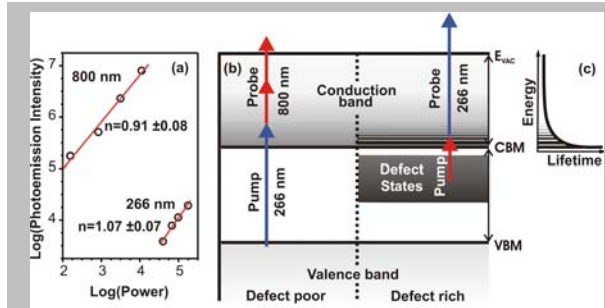 Log(Photoemission Intensity)
7
6
5
4
800 nm
(a)
n=0.91 ±0.08
266 nm
n=1.07 ±0.07
2
3
4
5
Log(Power)
(b)
Probe
800 nm
Conduction
band
Probe
266 nm
Pump
266 nm
Defect
States
Pump
Valence band
Defect poor
Defect rich
EVAC
CBM
VBM
(c)
Energy
Lifetime